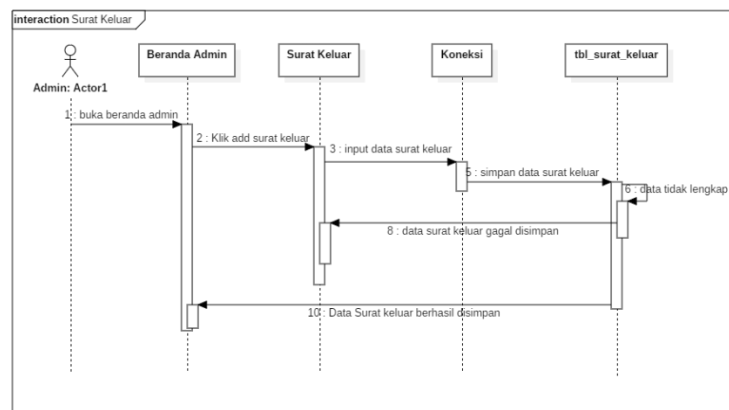 interaction Surat Keluar
Beranda Admin
Surat Keluar
Koneksi
tbl_surat_keluar
Admin: Actor1
1 : buka beranda admin
2 : Klik add surat keluar
3 : input data surat keluar
5 : simpan data surat keluar
6 : data tidak lengkap
8 : data surat keluar gagal disimpan
10 : Data Surat keluar berhasil disimpan